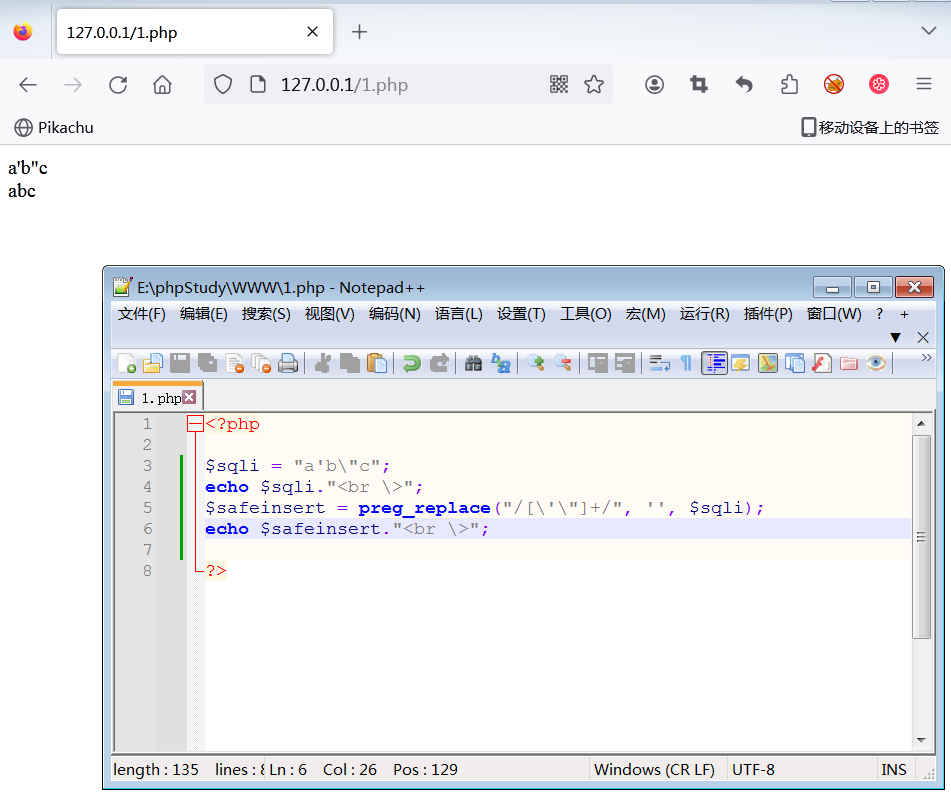 127.0.0.1/1.php
127.0.0.1/1.php
Pikachu 移动设备上的书签
a'b"c
abc
E:\phpStudy\WWW\1.php - Notepad++
文件(F) 编辑(E) 搜索(S) 视图(V) 编码(N) 语言(L) 设置(T) 工具(O) 宏(M) 运行(R) 插件(P) 窗口(W) ? +
1.php
1 <?php
2
3 $sqli = "a'b\"c";
4 echo $sqli."<br \>";
5 $safeinsert = preg_replace("/[\'\"]+/", '', $sqli);
6 echo $safeinsert."<br \>";
7
8 ?>
length : 135 lines : Ln : 6 Col : 26 Pos : 129 Windows (CR LF) UTF-8 INS